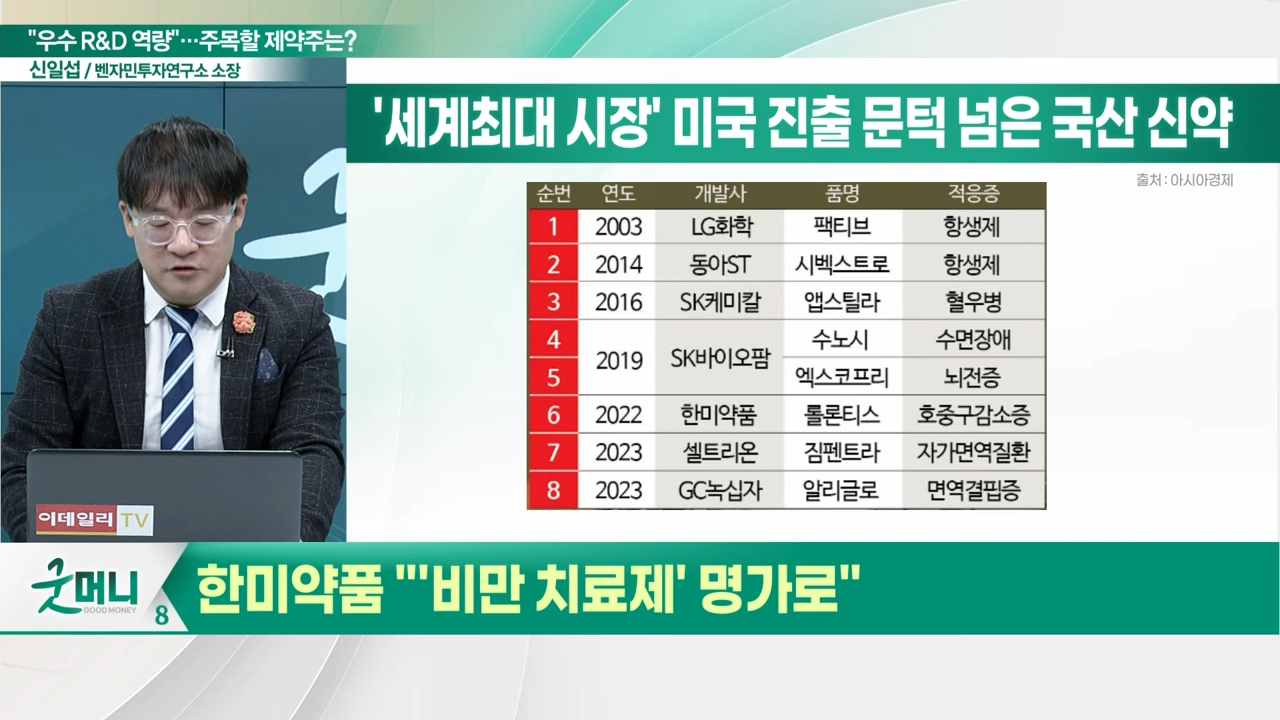 "우수 R&D 역량"…주목할 제약주는?
신일섭 / 벤자민투자연구소 소장
'세계최대 시장' 미국 진출 문턱 넘은 국산 신약
출처 : 아시아경제
순번 연도 개발사 품명 적응증
1 2003 LG화학 팩티브 항생제
2 2014 동아ST 시벡스트로 항생제
3 2016 SK케미칼 앱스틸라 혈우병
4 2019 SK바이오팜 수노시 수면장애
5 엑스코프리 뇌전증
6 2022 한미약품 롤론티스 호중구감소증
7 2023 셀트리온 짐펜트라 자가면역질환
8 2023 GC녹십자 알리글로 면역결핍증
이데일리 TV
굿머니
GOOD MONEY
8
한미약품 "'비만 치료제' 명가로"